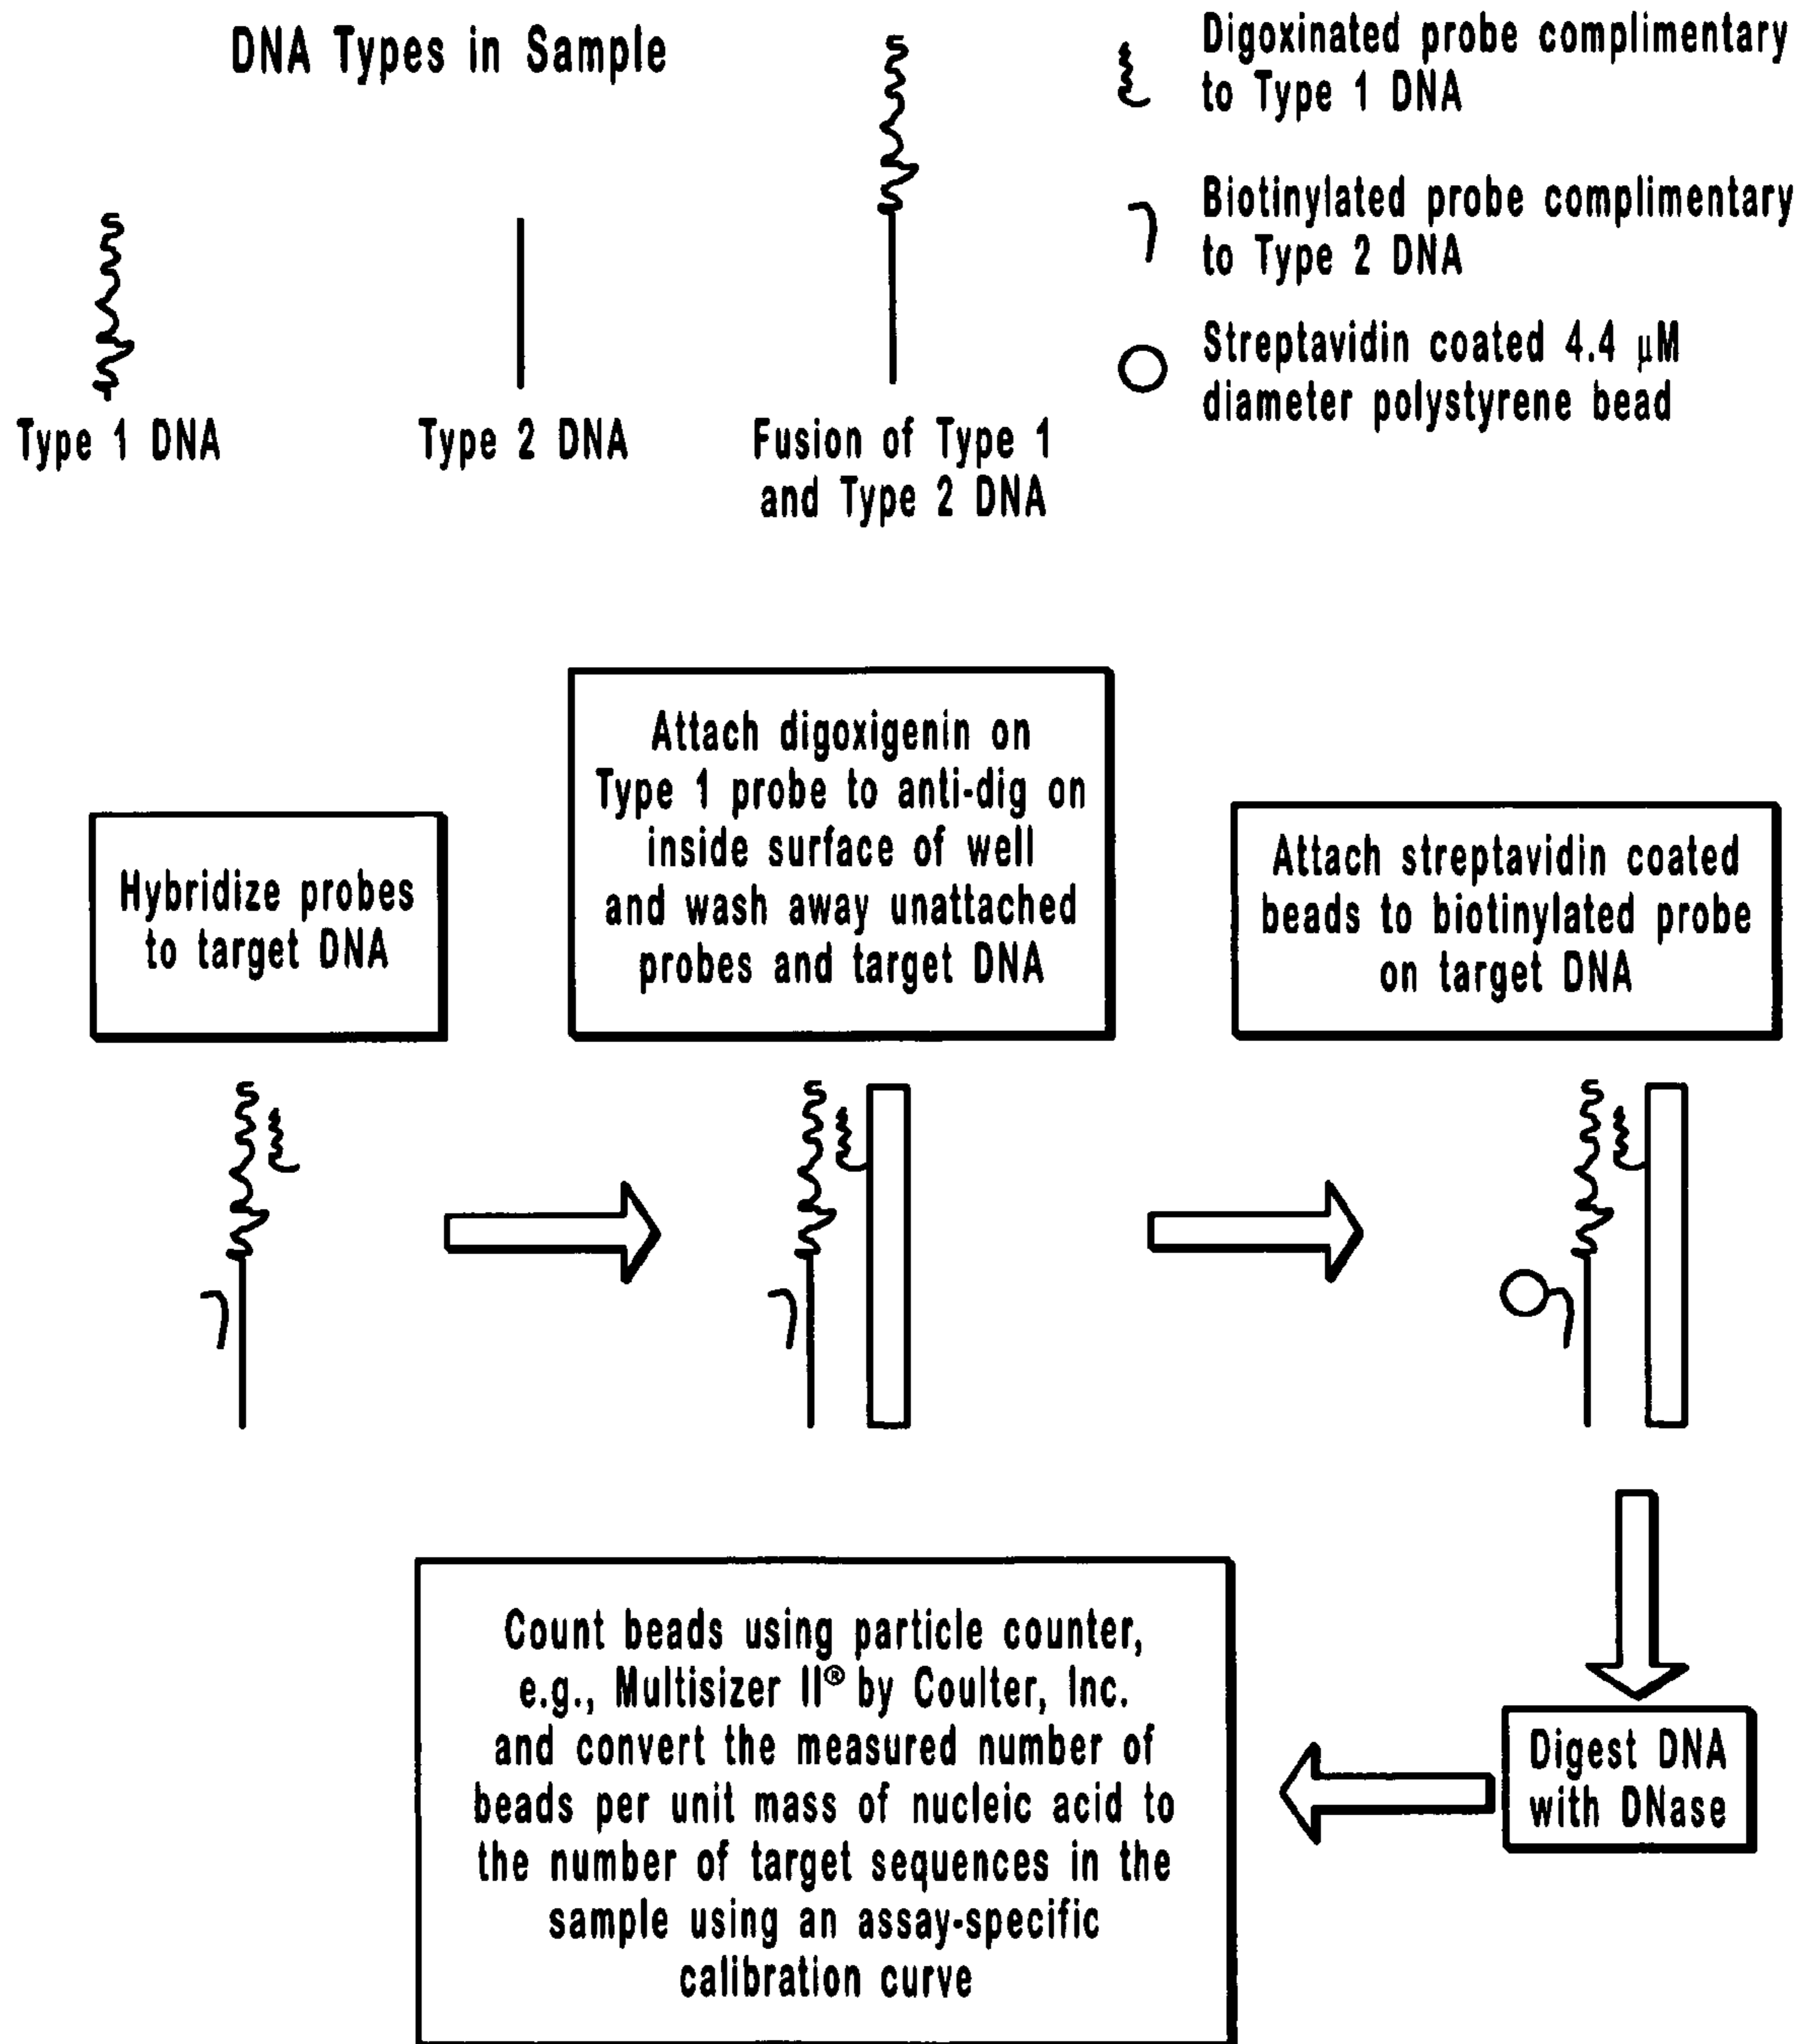 DNA Types in Sample
Type 1 DNA
Type 2 DNA
Fusion of Type 1
and Type 2 DNA
Digoxinated probe complimentary
to Type 1 DNA
Biotinylated probe complimentary
to Type 2 DNA
Streptavidin coated 4.4 µM
diameter polystyrene bead
Hybridize probes
to target DNA
Attach digoxigenin on
Type 1 probe to anti-dig on
inside surface of well
and wash away unattached
probes and target DNA
Attach streptavidin coated
beads to biotinylated probe
on target DNA
Digest DNA
with DNase
Count beads using particle counter,
e.g., Multisizer II® by Coulter, Inc.
and convert the measured number of
beads per unit mass of nucleic acid to
the number of target sequences in the
sample using an assay-specific
calibration curve